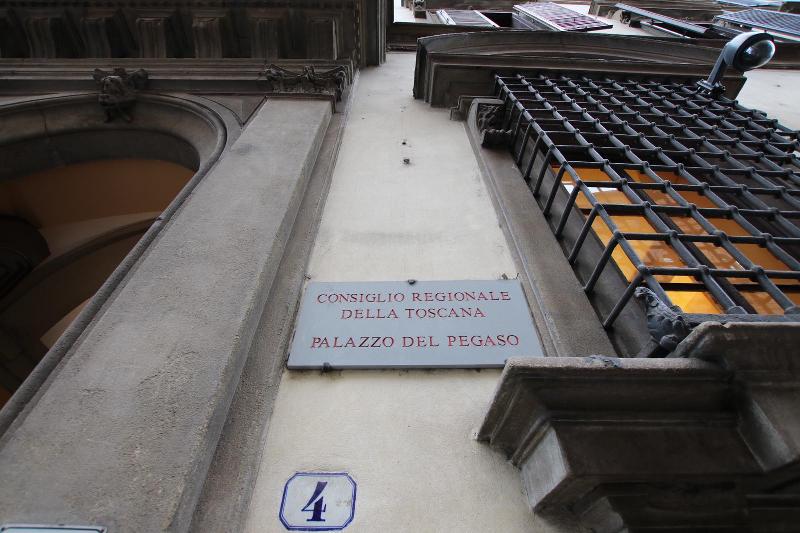 CONSIGLIO REGIONALE
DELLA TOSCANA
PALAZZO DEL PEGASO
4